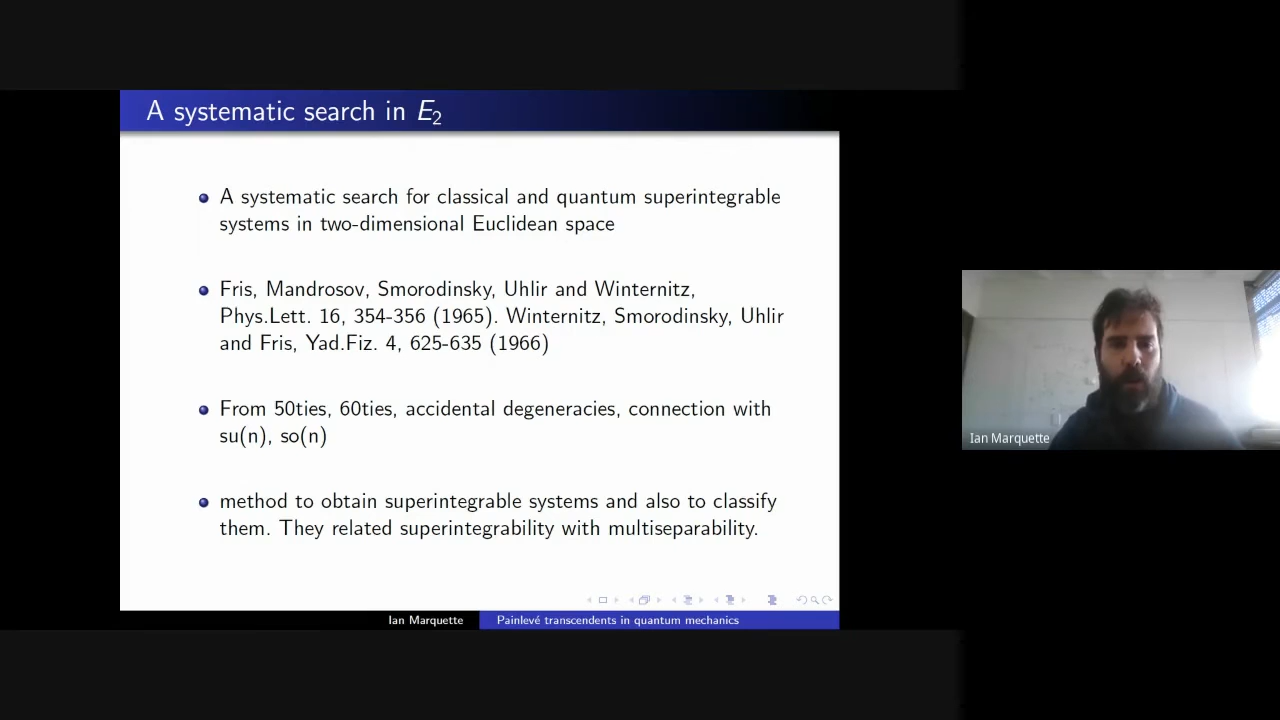 A systematic search in E2
A systematic search for classical and quantum superintegrable
systems in two-dimensional Euclidean space
Fris, Mandrosov, Smorodinsky, Uhlir and Winternitz,
Phys.Lett. 16, 354-356 (1965). Winternitz, Smorodinsky, Uhlir
and Fris, Yad.Fiz. 4, 625-635 (1966)
From 50ties, 60ties, accidental degeneracies, connection with
su(n), so(n)
method to obtain superintegrable systems and also to classify
them. They related superintegrability with multiseparability.
Ian Marquette
Painlevé transcendents in quantum mechanics
Ian Marquette